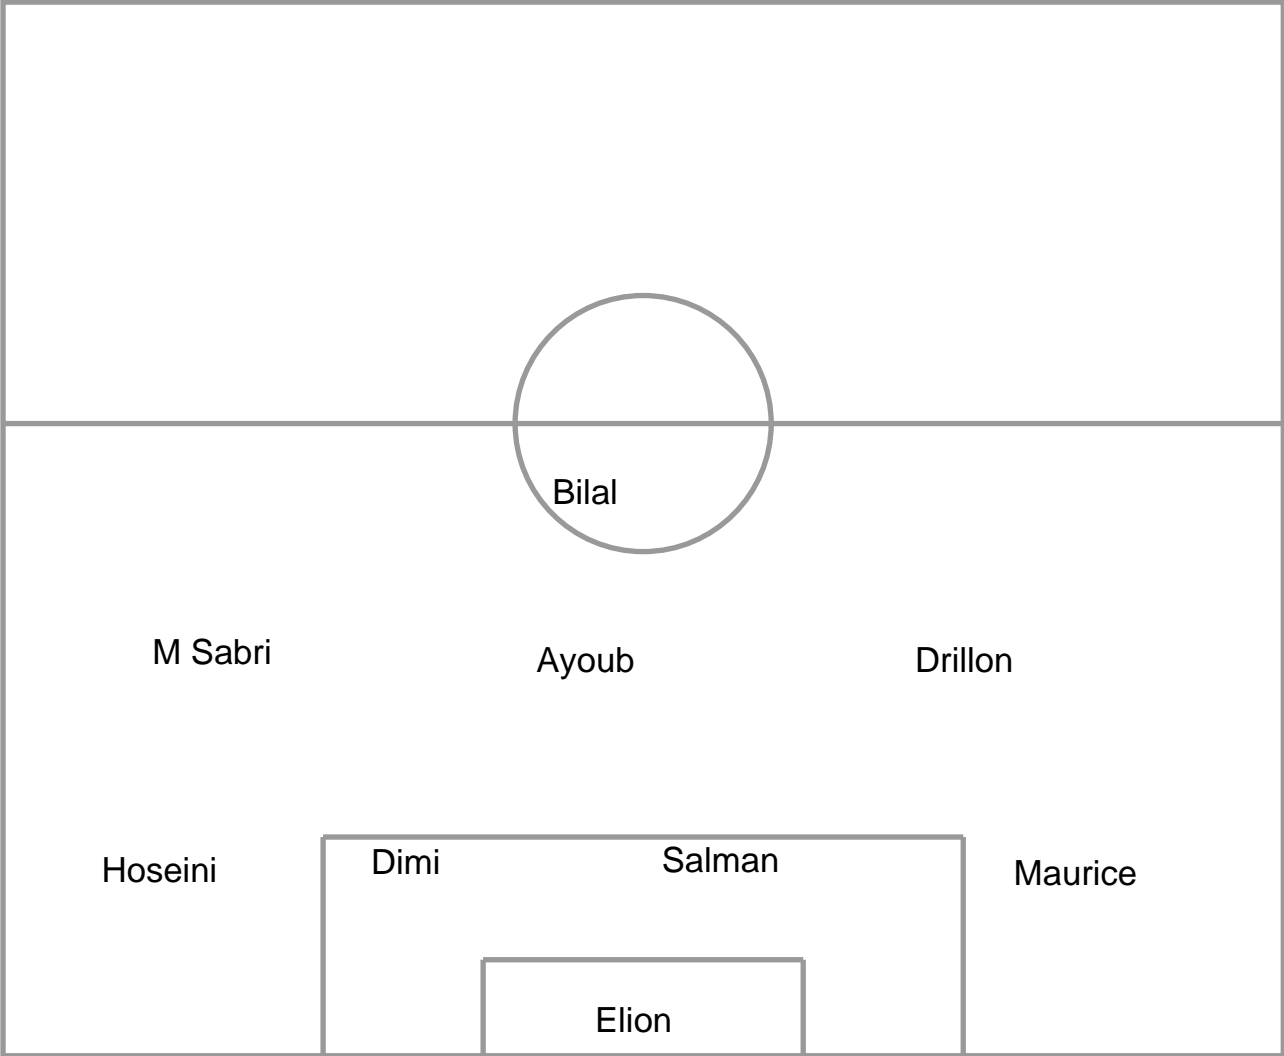 Bilal
M Sabri
Ayoub
Drillon
Hoseini
Dimi
Salman
Maurice
Elion